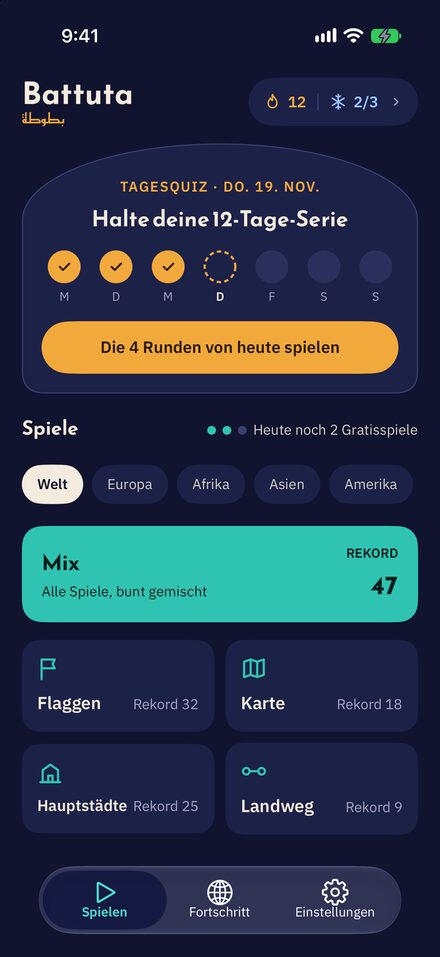 9:41
Battuta
بطوطة
12
2/3
TAGESQUIZ · DO. 19. NOV.
Halte deine 12-Tage-Serie
M D M D F S S
Die 4 Runden von heute spielen
Spiele
Heute noch 2 Gratisspiele
Welt Europa Afrika Asien Amerika
Mix
REKORD
Alle Spiele, bunt gemischt
47
Flaggen Rekord 32
Karte Rekord 18
Hauptstädte Rekord 25
Landweg Rekord 9
Spielen Fortschritt Einstellungen